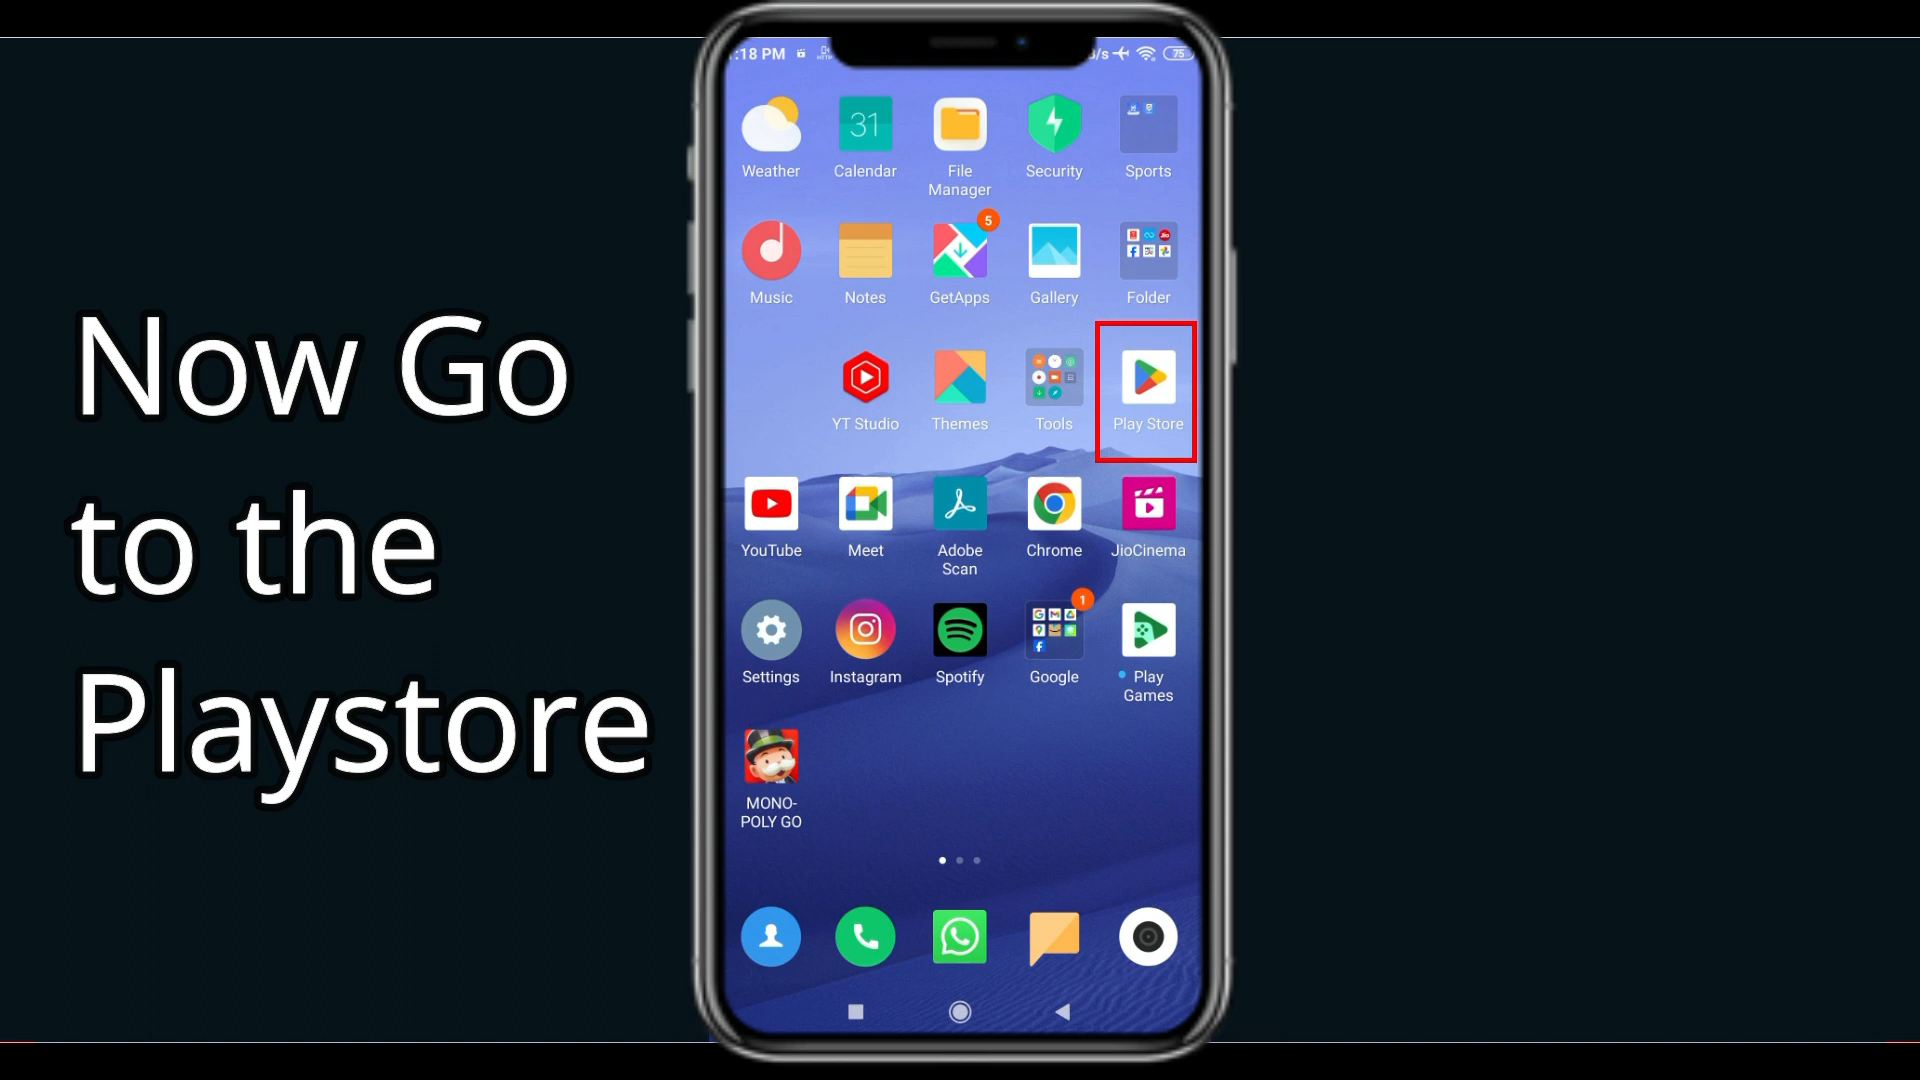 Now Go
to the
Playstore
:18 PM
/s
75
31
Weather
Calendar
File
Manager
Security
Sports
5
Music
Notes
GetApps
Gallery
Folder
YT Studio
Themes
Tools
Play Store
YouTube
Meet
Adobe
Scan
Chrome
JioCinema
1
Settings
Instagram
Spotify
Google
Play
Games
MONO-
POLY GO